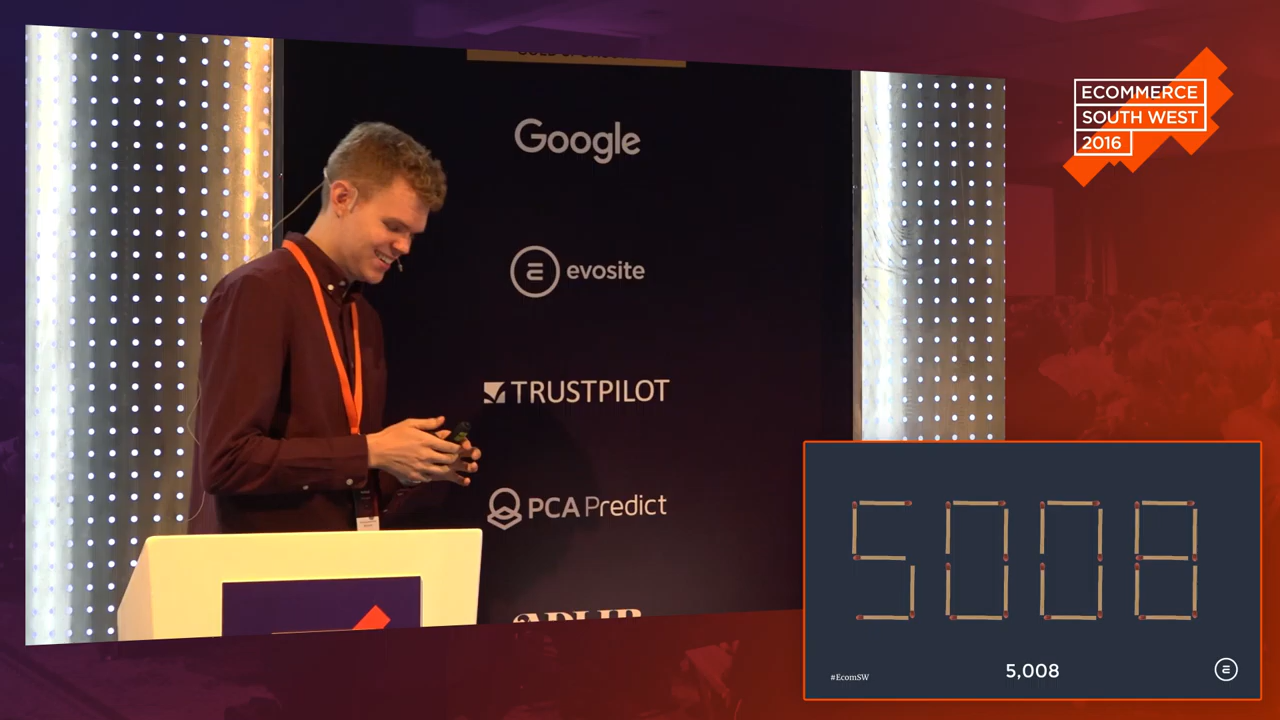 Google
evosite
TRUSTPILOT
PCA Predict
ECOMMERCE
SOUTH WEST
2016
5008
5,008
#EcomSW